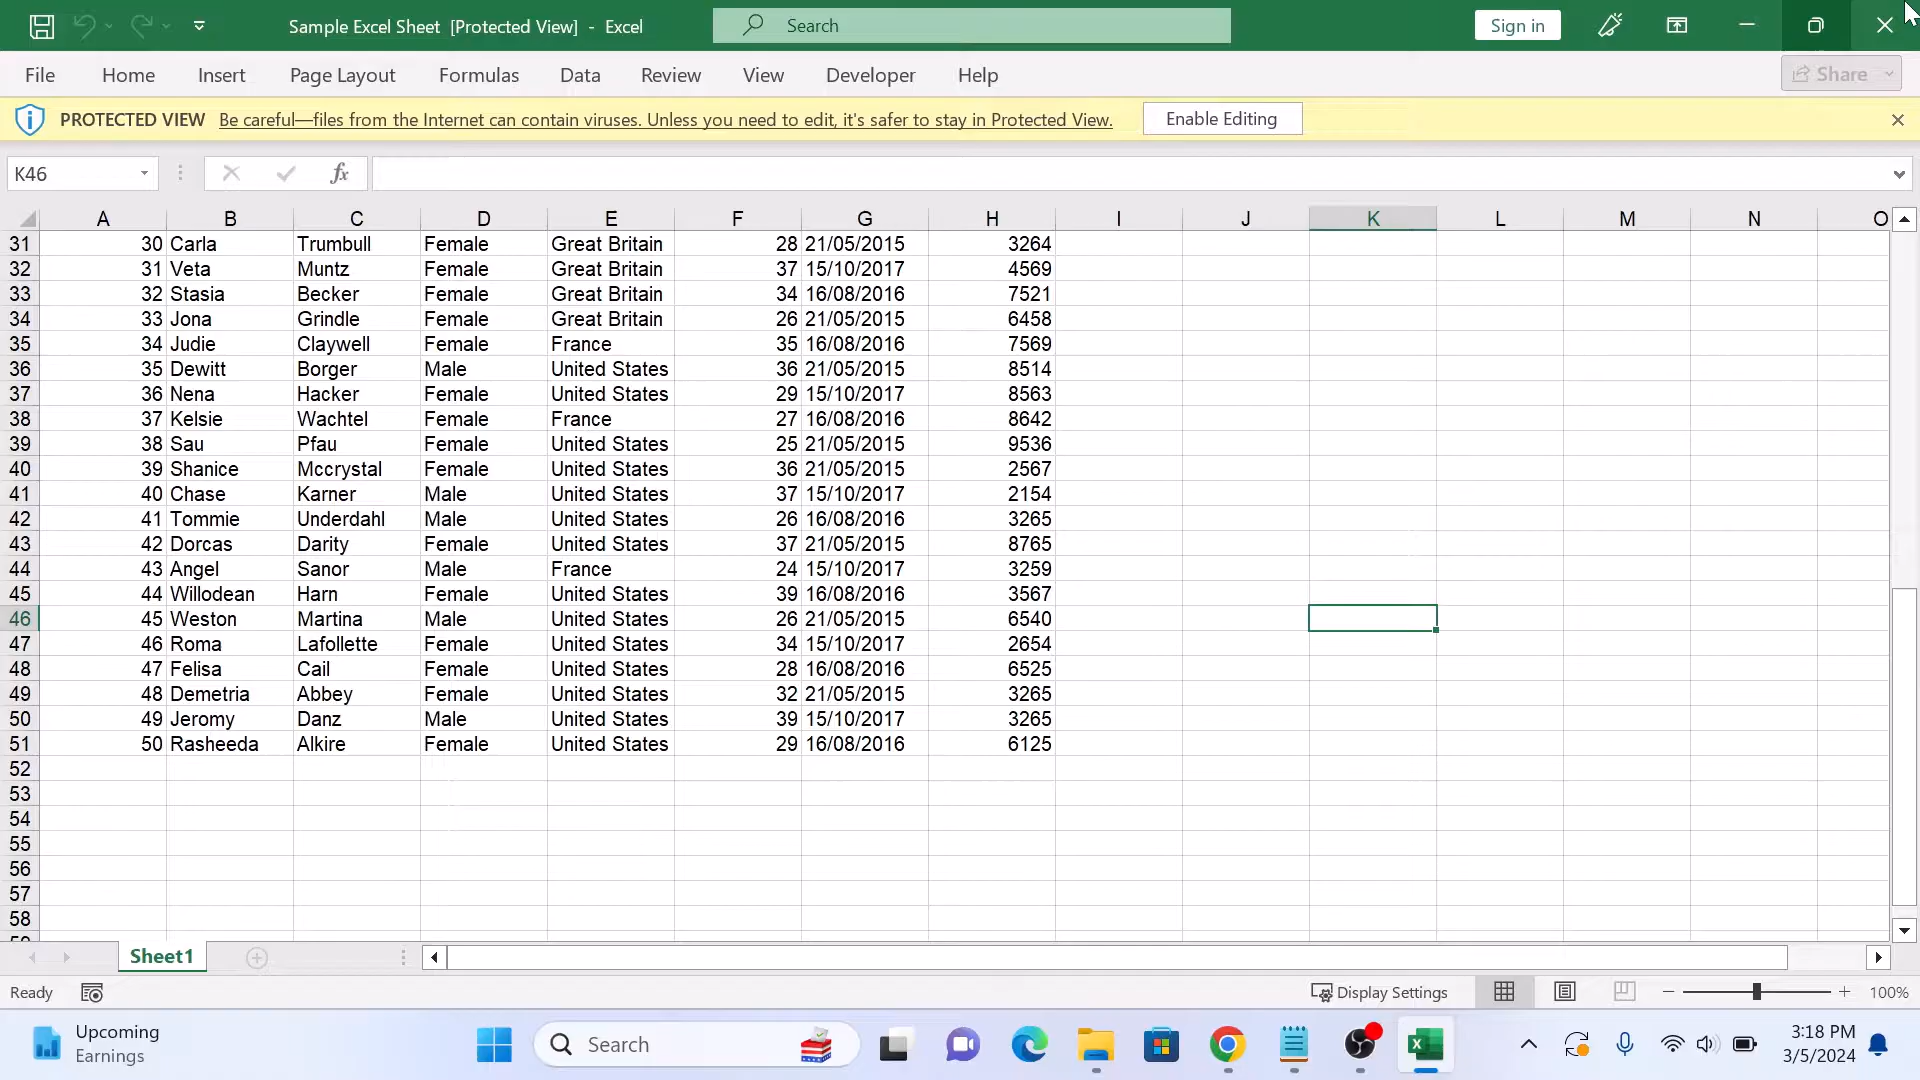 Sample Excel Sheet [Protected View] - Excel
Search
Sign in
File Home Insert Page Layout Formulas Data Review View Developer Help
Share
PROTECTED VIEW Be careful—files from the Internet can contain viruses. Unless you need to edit, it's safer to stay in Protected View. Enable Editing
K46 fx
A B C D E F G H I J K L M N O
31 30 Carla Trumbull Female Great Britain 28 21/05/2015 3264
32 31 Veta Muntz Female Great Britain 37 15/10/2017 4569
33 32 Stasia Becker Female Great Britain 34 16/08/2016 7521
34 33 Jona Grindle Female Great Britain 26 21/05/2015 6458
35 34 Judie Claywell Female France 35 16/08/2016 7569
36 35 Dewitt Borger Male United States 36 21/05/2015 8514
37 36 Nena Hacker Female United States 29 15/10/2017 8563
38 37 Kelsie Wachtel Female France 27 16/08/2016 8642
39 38 Sau Pfau Female United States 25 21/05/2015 9536
40 39 Shanice Mccrystal Female United States 36 21/05/2015 2567
41 40 Chase Karner Male United States 37 15/10/2017 2154
42 41 Tommie Underdahl Male United States 26 16/08/2016 3265
43 42 Dorcas Darity Female United States 37 21/05/2015 8765
44 43 Angel Sanor Male France 24 15/10/2017 3259
45 44 Willodean Harn Female United States 39 16/08/2016 3567
46 45 Weston Martina Male United States 26 21/05/2015 6540
47 46 Roma Lafollette Female United States 34 15/10/2017 2654
48 47 Felisa Cail Female United States 28 16/08/2016 6525
49 48 Demetria Abbey Female United States 32 21/05/2015 3265
50 49 Jeromy Danz Male United States 39 15/10/2017 3265
51 50 Rasheeda Alkire Female United States 29 16/08/2016 6125
52
53
54
55
56
57
58
Sheet1
Ready
Display Settings
100%
Upcoming
Earnings
Search
3:18 PM
3/5/2024